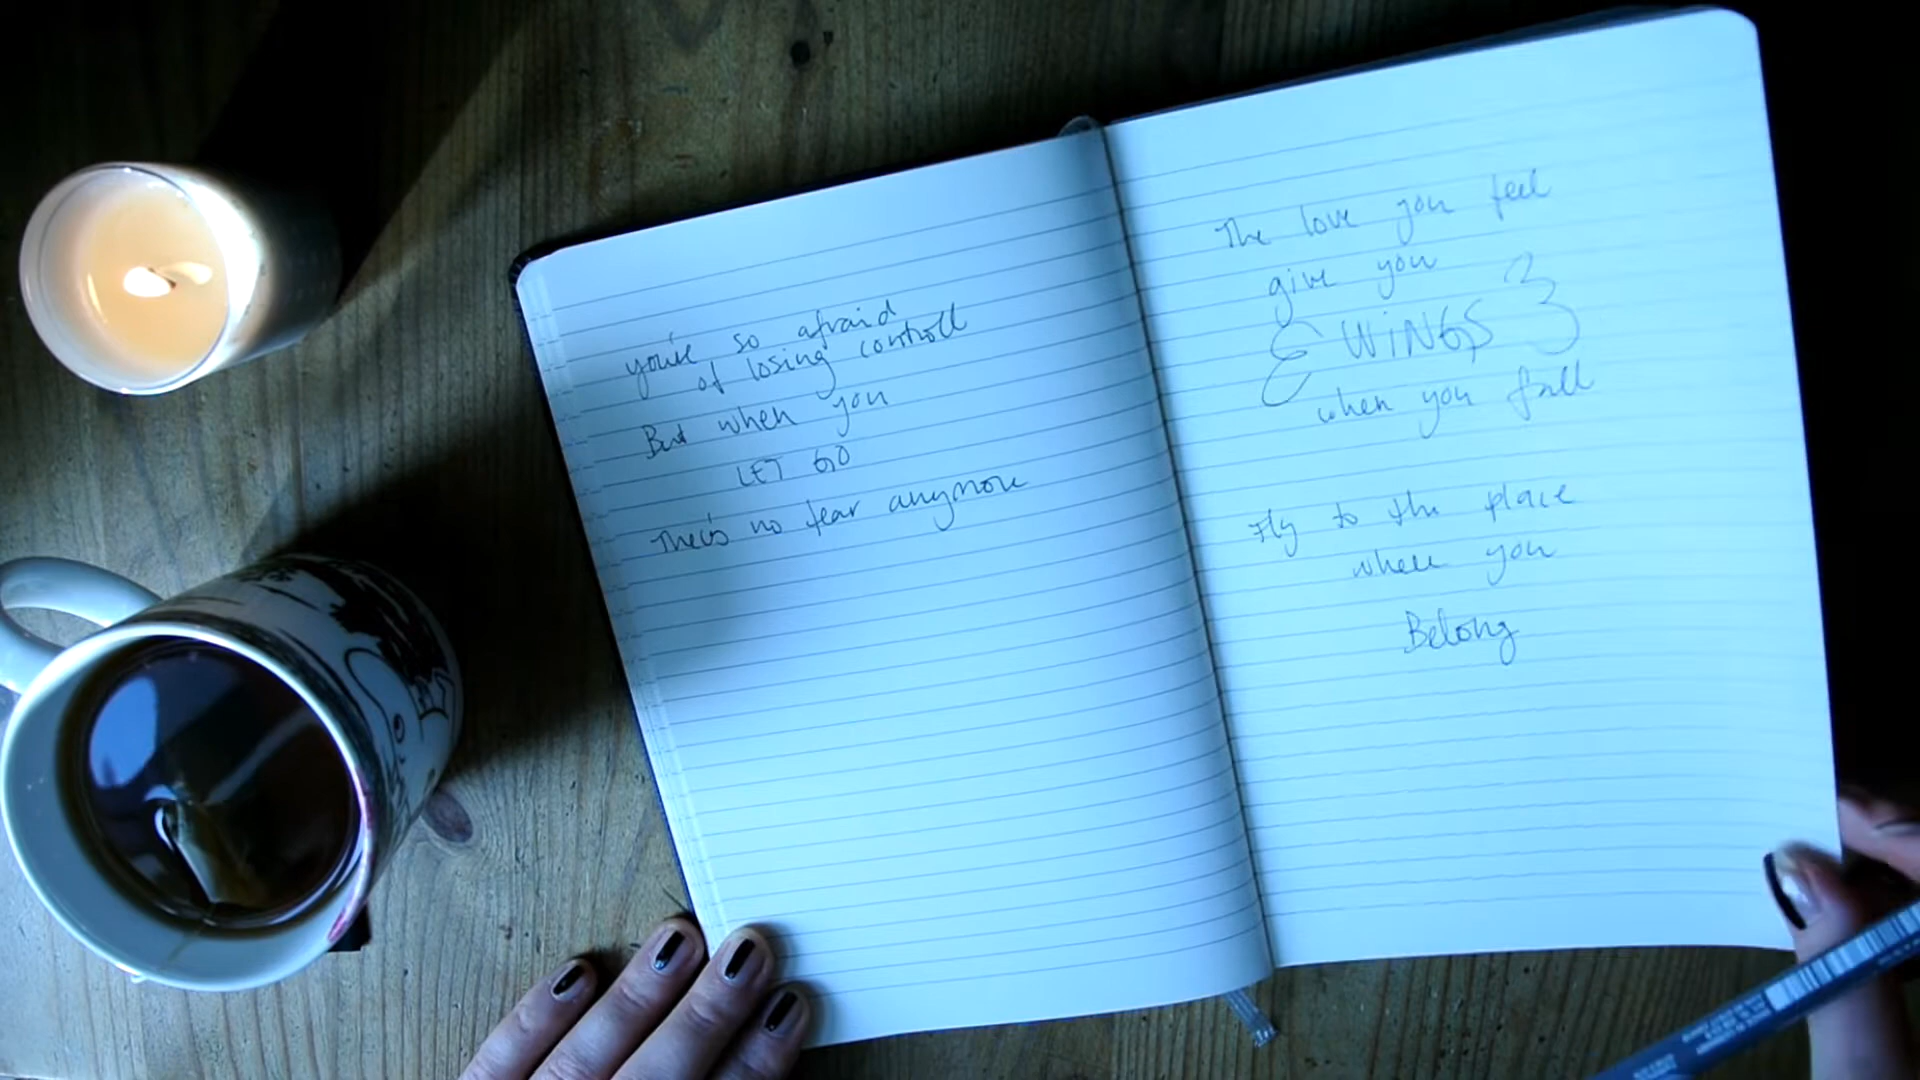 you're so afraid
of losing controll
But when you
LET GO
Ther's no fear anymore
The love you feel
give you
WiNGS
when you fall
Fly to the place
where you
Belong